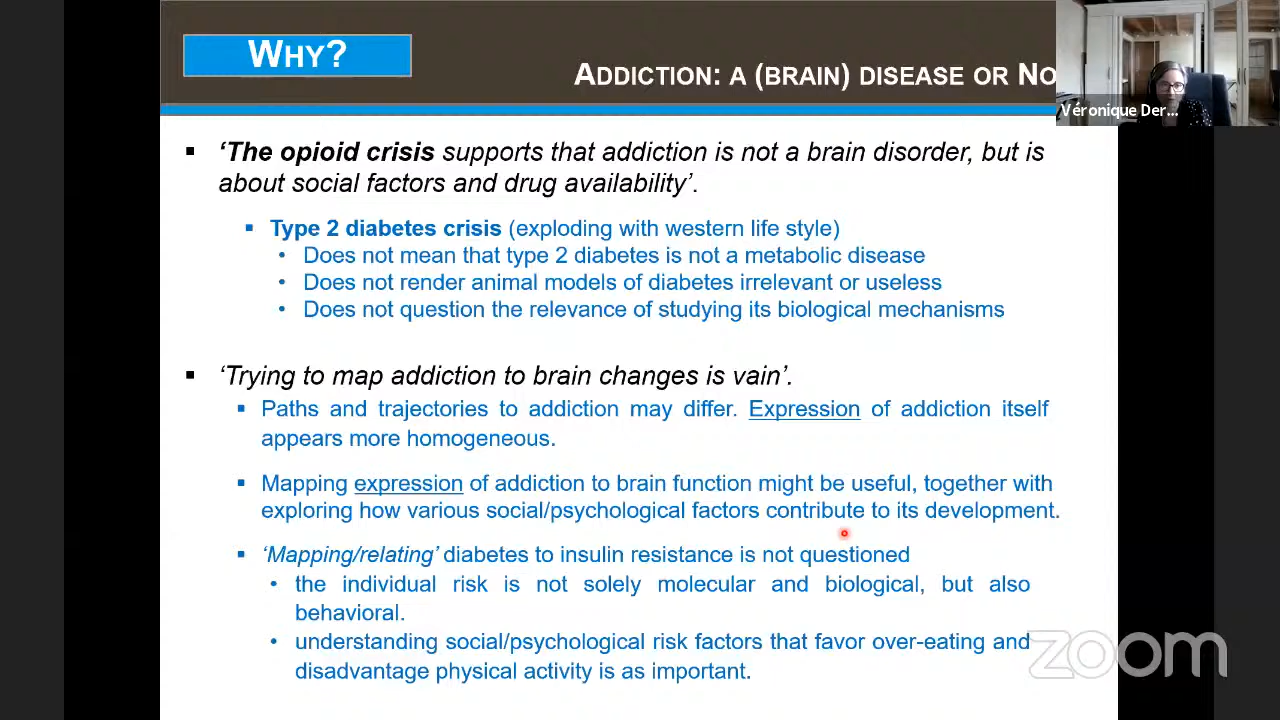 WHY?
ADDICTION: A (BRAIN) DISEASE OR NO
Véronique Der...
▪ ‘The opioid crisis supports that addiction is not a brain disorder, but is
about social factors and drug availability’.
▪ Type 2 diabetes crisis (exploding with western life style)
• Does not mean that type 2 diabetes is not a metabolic disease
• Does not render animal models of diabetes irrelevant or useless
• Does not question the relevance of studying its biological mechanisms
▪ ‘Trying to map addiction to brain changes is vain’.
▪ Paths and trajectories to addiction may differ. Expression of addiction itself
appears more homogeneous.
▪ Mapping expression of addiction to brain function might be useful, together with
exploring how various social/psychological factors contribute to its development.
▪ ‘Mapping/relating’ diabetes to insulin resistance is not questioned
• the individual risk is not solely molecular and biological, but also
behavioral.
• understanding social/psychological risk factors that favor over-eating and
disadvantage physical activity is as important.
zoom